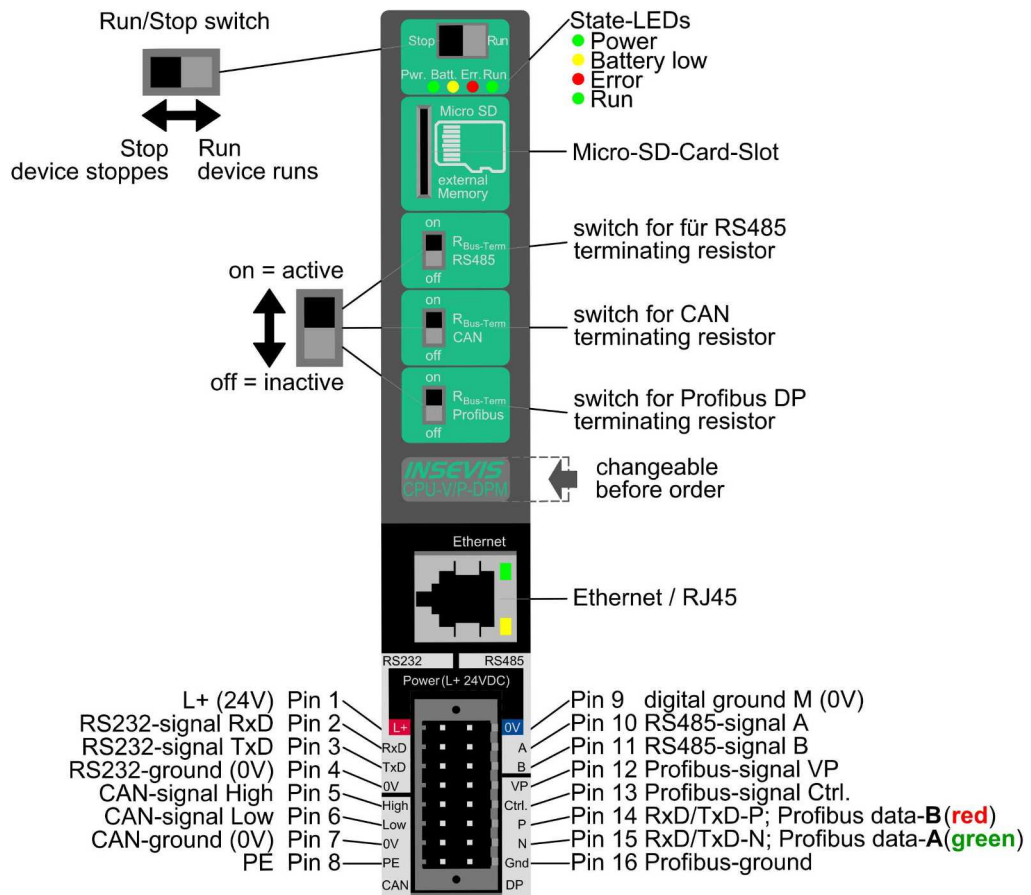 Run/Stop switch
Stop
device stoppes
Run
device runs
Stop
Run
Pwr. Batt. Err. Run
State-LEDs
Power
Battery low
Error
Run
Micro SD
external
Memory
Micro-SD-Card-Slot
on
R Bus-Term
RS485
off
switch for für RS485
terminating resistor
on = active
off = inactive
on
R Bus-Term
CAN
off
switch for CAN
terminating resistor
on
R Bus-Term
Profibus
off
switch for Profibus DP
terminating resistor
INSEVIS
CPU-V/P-DPM
changeable
before order
Ethernet
Ethernet / RJ45
RS232
RS485
Power (L+ 24VDC)
L+ (24V) Pin 1
RS232-signal RxD Pin 2
RS232-signal TxD Pin 3
RS232-ground (0V) Pin 4
CAN-signal High Pin 5
CAN-signal Low Pin 6
CAN-ground (0V) Pin 7
PE Pin 8
L+
RxD
TxD
0V
High
Low
0V
PE
CAN
0V
A
B
VP
Ctrl.
P
N
Gnd
DP
Pin 9 digital ground M (0V)
Pin 10 RS485-signal A
Pin 11 RS485-signal B
Pin 12 Profibus-signal VP
Pin 13 Profibus-signal Ctrl.
Pin 14 RxD/TxD-P; Profibus data-B(red)
Pin 15 RxD/TxD-N; Profibus data-A(green)
Pin 16 Profibus-ground